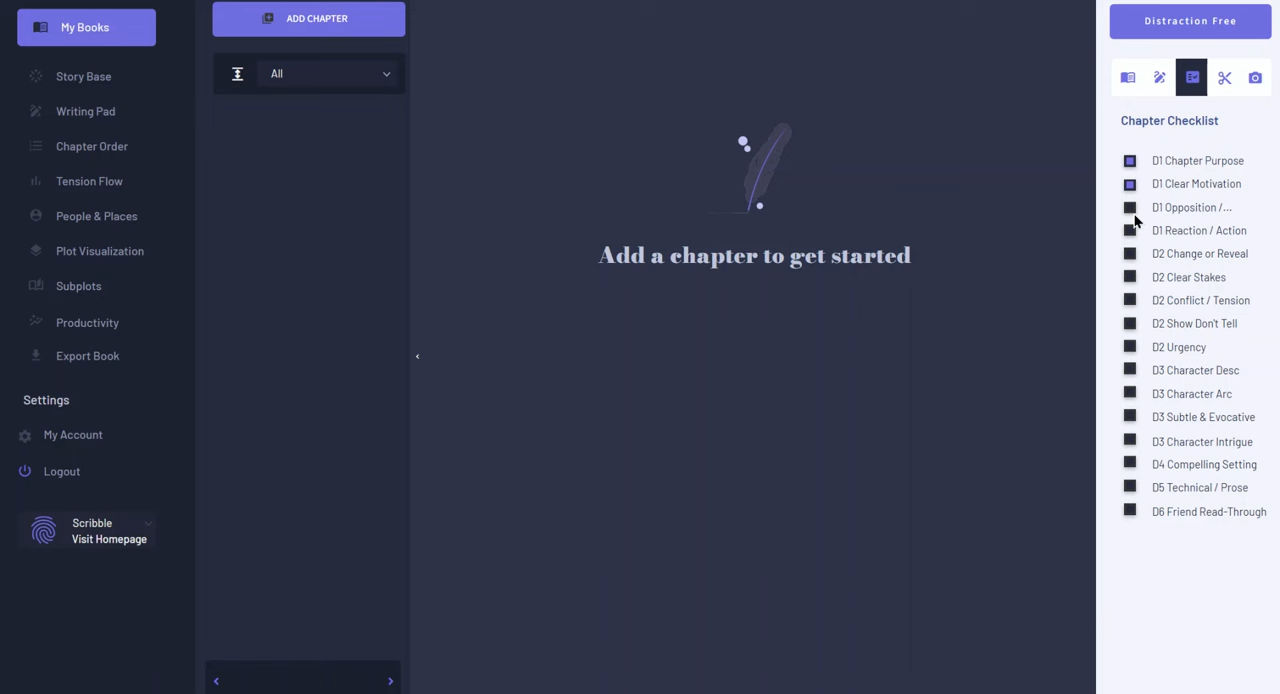 My Books
Story Base
Writing Pad
Chapter Order
Tension Flow
People & Places
Plot Visualization
Subplots
Productivity
Export Book
Settings
My Account
Logout
Scribble
Visit Homepage
ADD CHAPTER
All
Add a chapter to get started
Distraction Free
Chapter Checklist
D1 Chapter Purpose
D1 Clear Motivation
D1 Opposition /...
D1 Reaction / Action
D2 Change or Reveal
D2 Clear Stakes
D2 Conflict / Tension
D2 Show Don't Tell
D2 Urgency
D3 Character Desc
D3 Character Arc
D3 Subtle & Evocative
D3 Character Intrigue
D4 Compelling Setting
D5 Technical / Prose
D6 Friend Read-Through